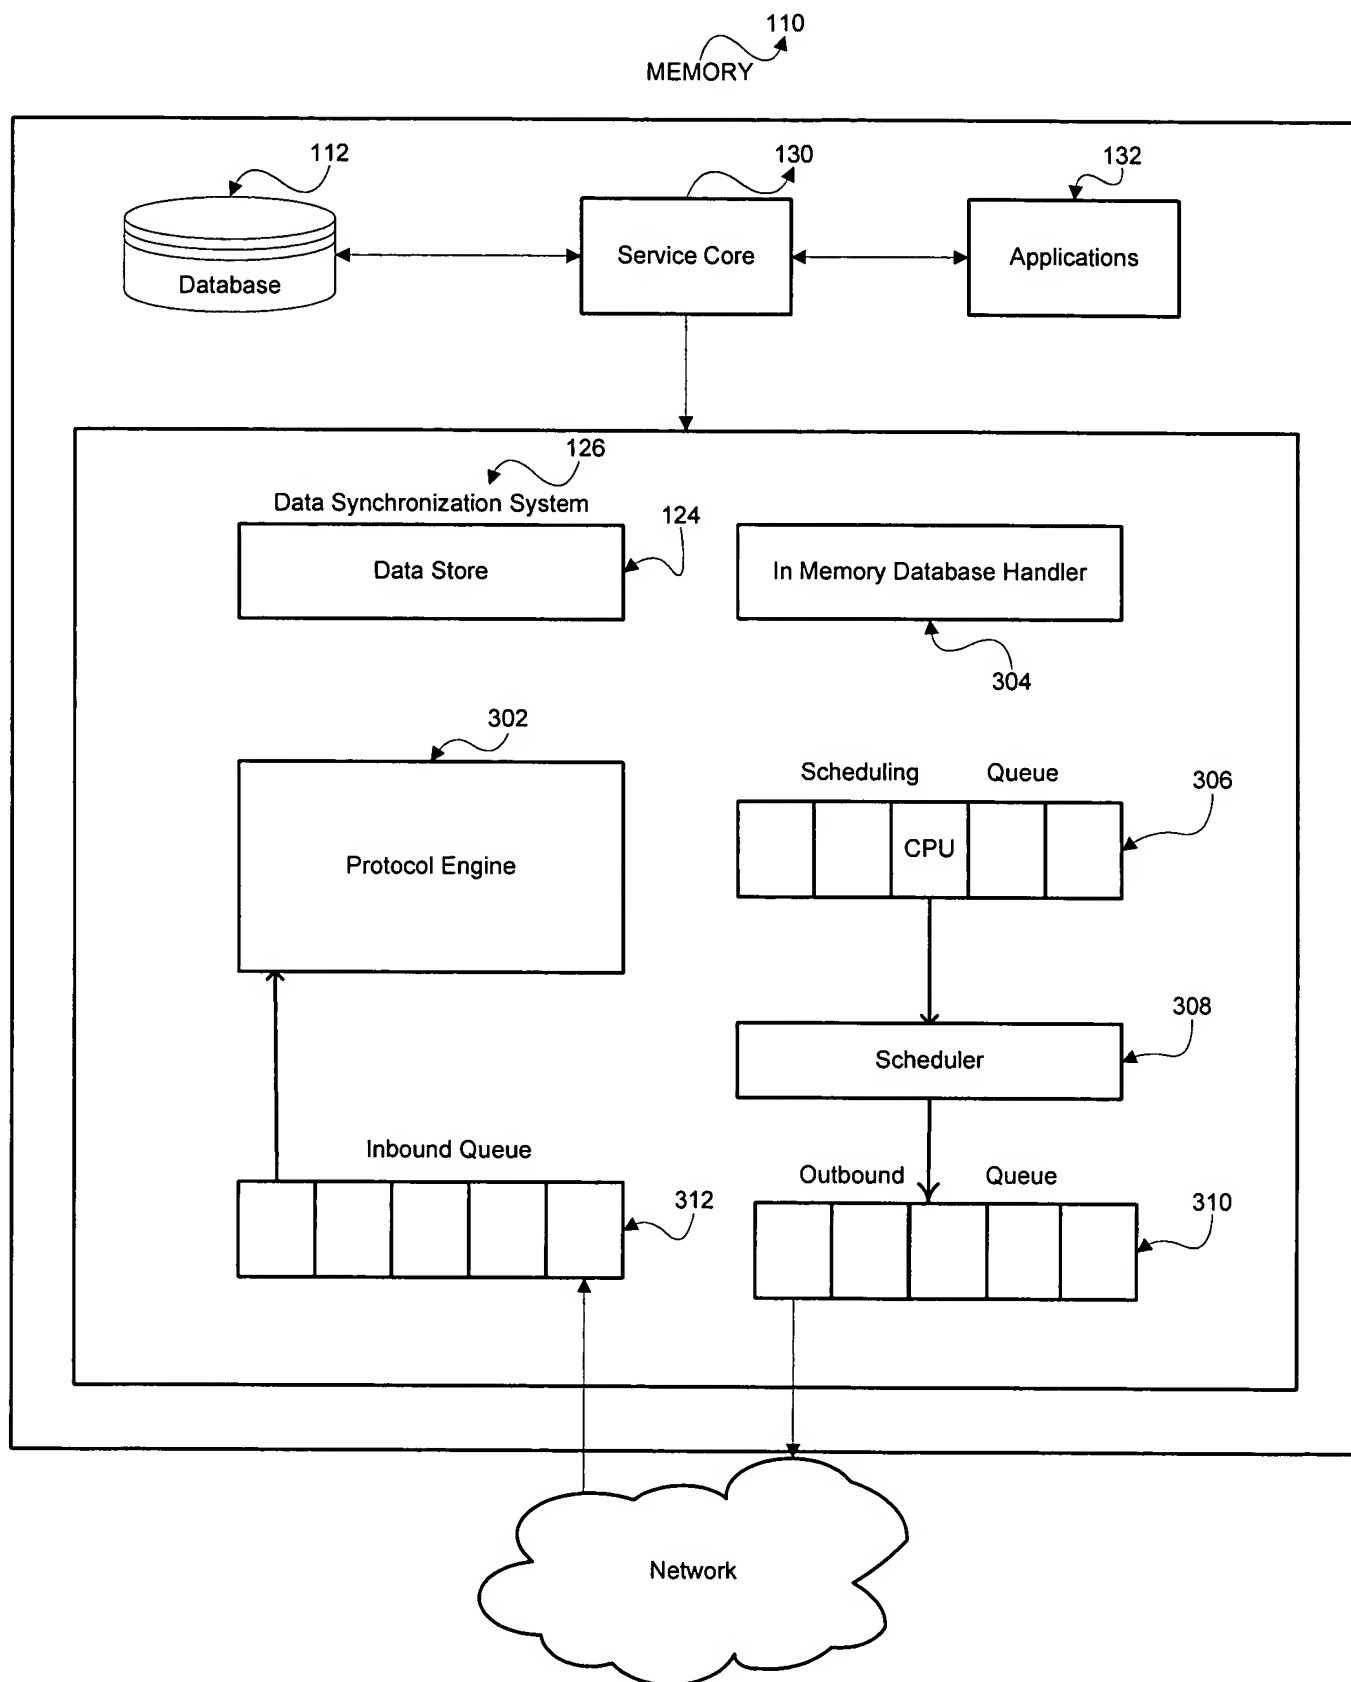 110
MEMORY
112
130
132
Database
Service Core
Applications
126
Data Synchronization System
124
Data Store
In Memory Database Handler
304
302
Scheduling Queue
306
CPU
Protocol Engine
308
Scheduler
Inbound Queue
Outbound Queue
312
310
Network